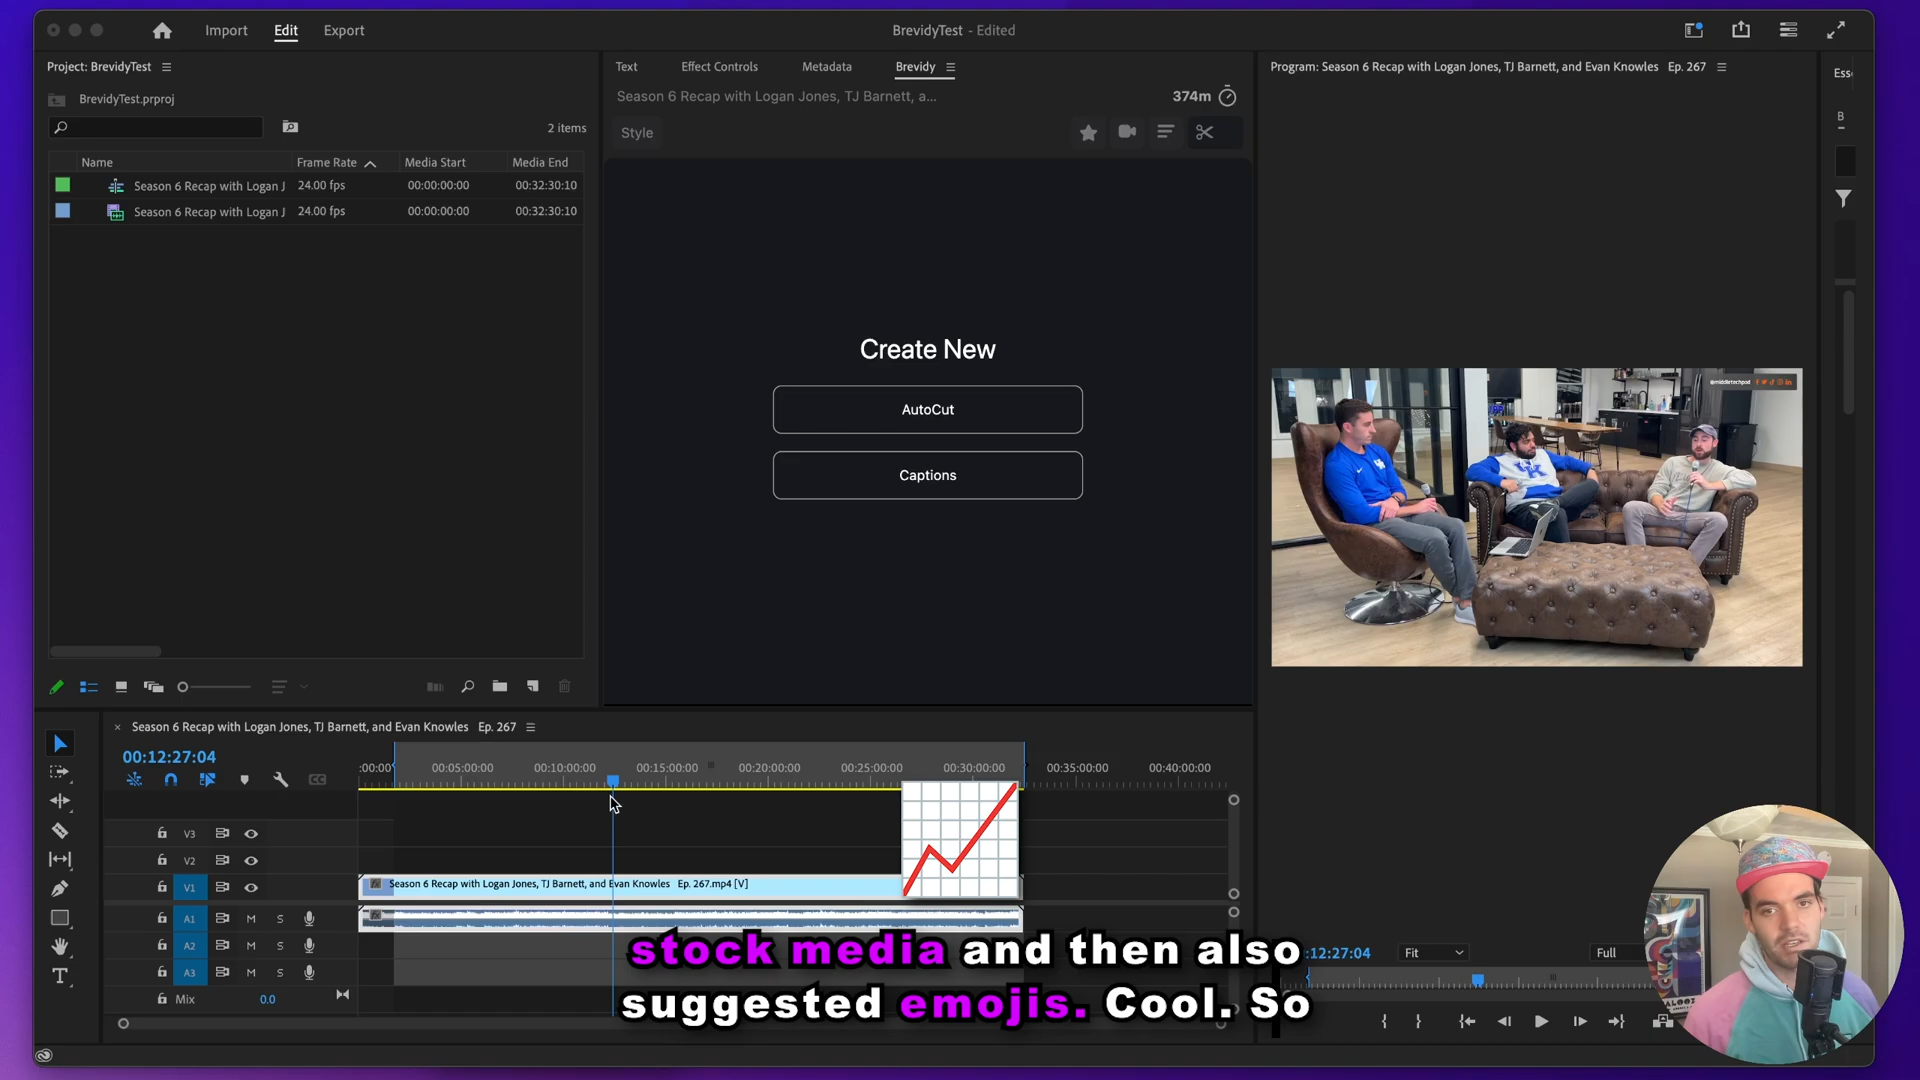 Import
Edit
Export
BrevidyTest - Edited
Project: BrevidyTest
BrevidyTest.prproj
2 items
Name
Frame Rate
Media Start
Media End
Season 6 Recap with Logan J
24.00 fps
00:00:00:00
00:32:30:10
Season 6 Recap with Logan J
24.00 fps
00:00:00:00
00:32:30:10
Text
Effect Controls
Metadata
Brevidy
Season 6 Recap with Logan Jones, TJ Barnett, a...
374m
Style
Create New
AutoCut
Captions
Program: Season 6 Recap with Logan Jones, TJ Barnett, and Evan Knowles Ep. 267
Ess
B
@middletechpod
Season 6 Recap with Logan Jones, TJ Barnett, and Evan Knowles Ep. 267
00:12:27:04
:00:00
00:05:00:00
00:10:00:00
00:15:00:00
00:20:00:00
00:25:00:00
00:30:00:00
00:35:00:00
00:40:00:00
V3
V2
V1
Season 6 Recap with Logan Jones, TJ Barnett, and Evan Knowles Ep. 267.mp4 [V]
A1
M
S
A2
M
S
A3
M
S
Mix
0.0
stock media and then also
suggested emojis. Cool. So
:12:27:04
Fit
Full